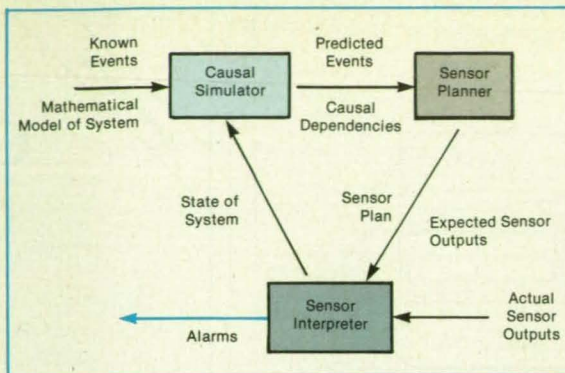 Known
Events
Mathematical
Model of System
Causal
Simulator
Predicted
Events
Causal
Dependencies
Sensor
Planner
State of
System
Sensor
Plan
Expected Sensor
Outputs
Sensor
Interpreter
Alarms
Actual
Sensor
Outputs